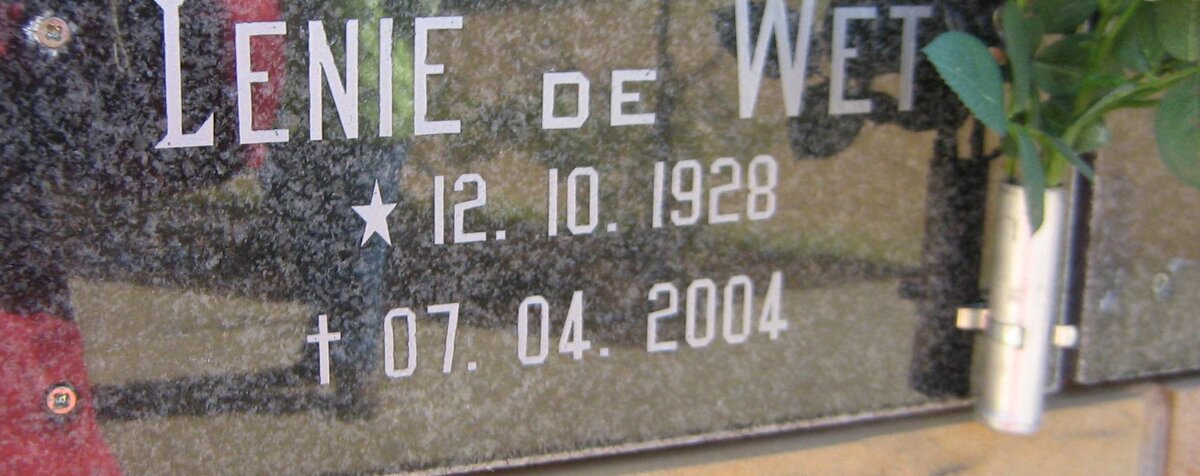 LENIE DE WET
★ 12. 10. 1928
✝ 07. 04. 2004